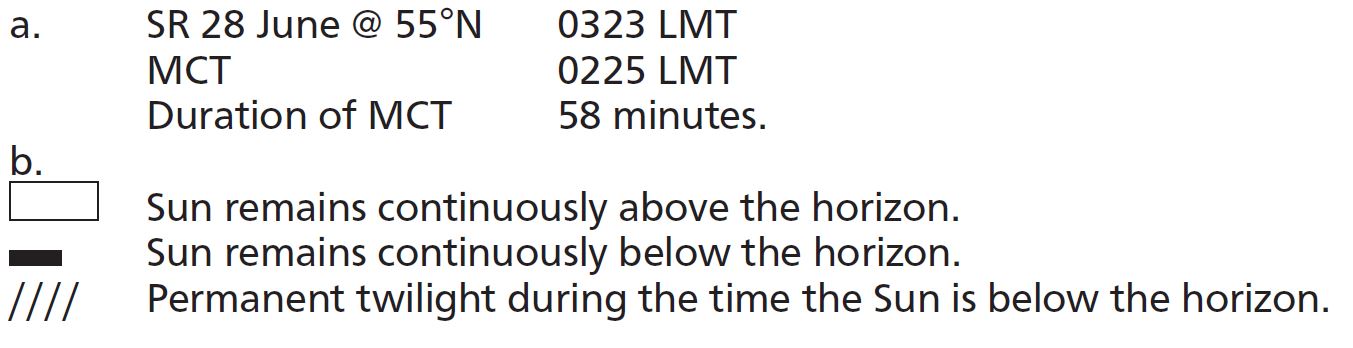 a. SR 28 June @ 55°N 0323 LMT
MCT 0225 LMT
Duration of MCT 58 minutes.
b.
Sun remains continuously above the horizon.
Sun remains continuously below the horizon.
//// Permanent twilight during the time the Sun is below the horizon.